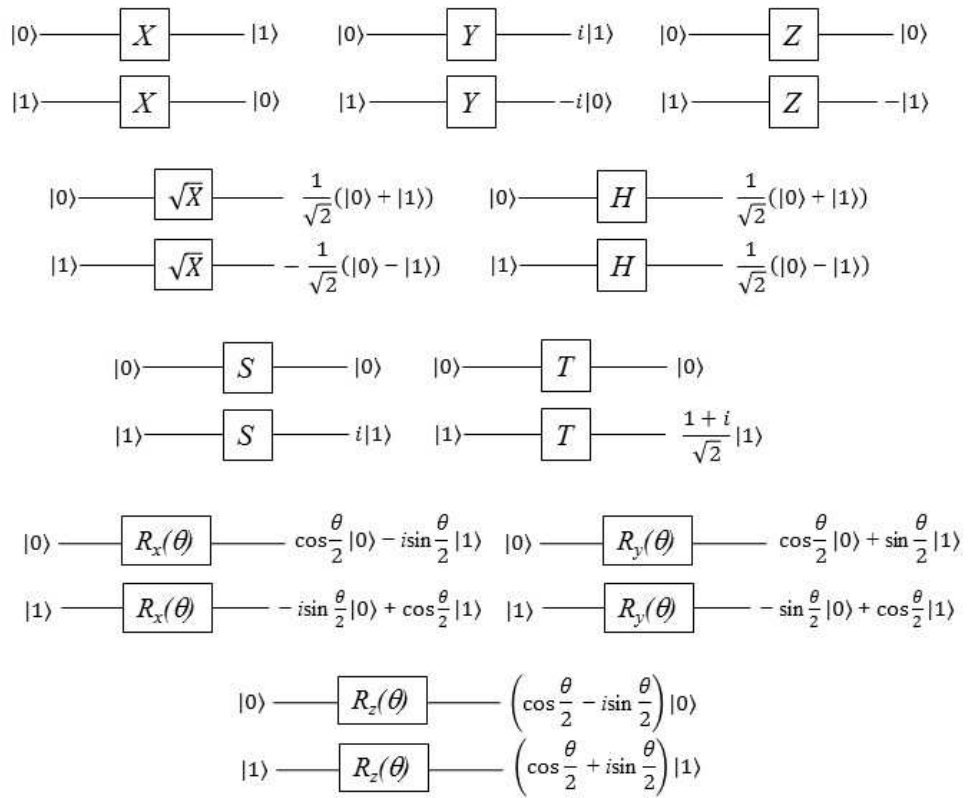 |0⟩ X |1⟩ |0⟩ Y i|1⟩ |0⟩ Z |0⟩
|1⟩ X |0⟩ |1⟩ Y −i|0⟩ |1⟩ Z −|1⟩
|0⟩ √X 1/√2(|0⟩ + |1⟩) |0⟩ H 1/√2(|0⟩ + |1⟩)
|1⟩ √X − 1/√2(|0⟩ − |1⟩) |1⟩ H 1/√2(|0⟩ − |1⟩)
|0⟩ S |0⟩ |0⟩ T |0⟩
|1⟩ S i|1⟩ |1⟩ T 1 + i/√2 |1⟩
|0⟩ Rx(θ) cos θ/2 |0⟩ − isin θ/2 |1⟩ |0⟩ Ry(θ) cos θ/2 |0⟩ + sin θ/2 |1⟩
|1⟩ Rx(θ) − isin θ/2 |0⟩ + cos θ/2 |1⟩ |1⟩ Ry(θ) − sin θ/2 |0⟩ + cos θ/2 |1⟩
|0⟩ Rz(θ) (cos θ/2 − isin θ/2) |0⟩
|1⟩ Rz(θ) (cos θ/2 + isin θ/2) |1⟩